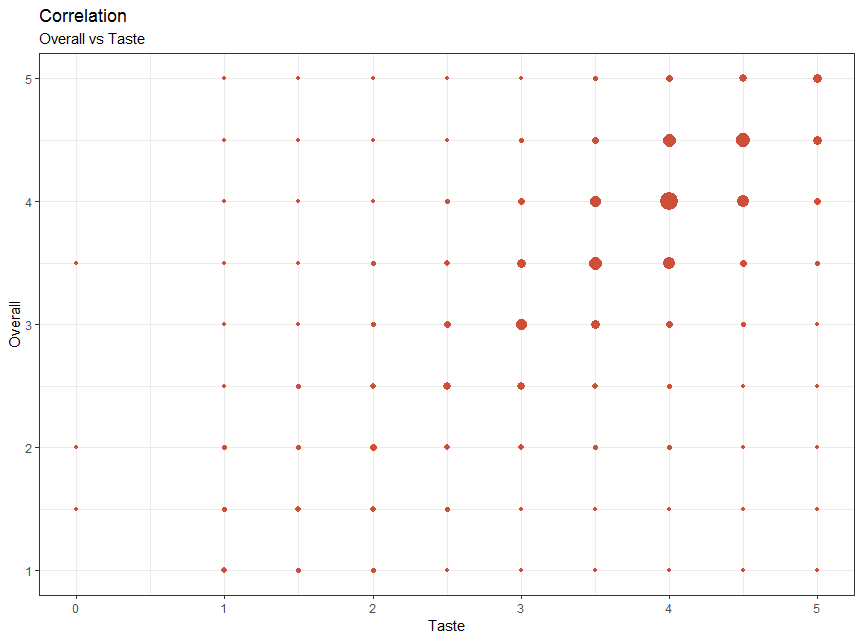 Correlation
Overall vs Taste
5
4
3
2
1
Overall
0 1 2 3 4 5
Taste